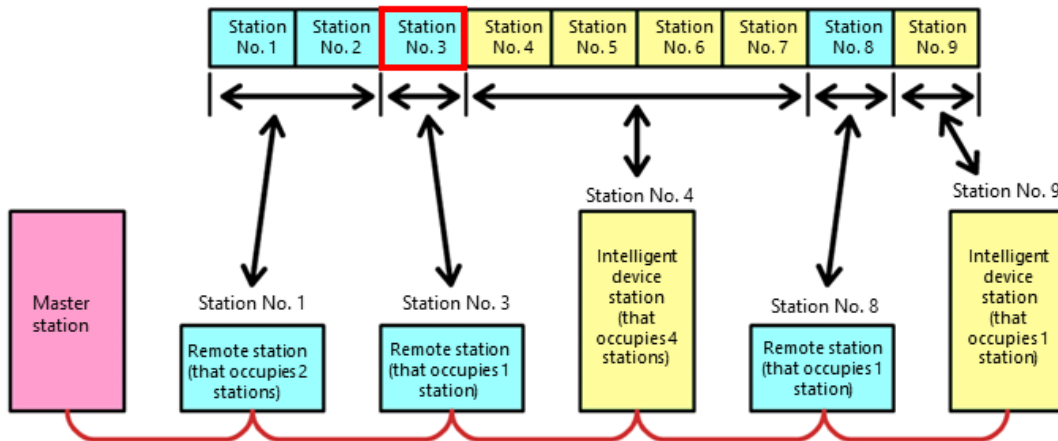 Station No. 1
Station No. 2
Station No. 3
Station No. 4
Station No. 5
Station No. 6
Station No. 7
Station No. 8
Station No. 9
Master
station
Station No. 1
Remote station
(that occupies 2
stations)
Station No. 3
Remote station
(that occupies 1
station)
Station No. 4
Intelligent
device
station
(that
occupies 4
stations)
Station No. 8
Remote station
(that occupies 1
station)
Station No. 9
Intelligent
device
station
(that
occupies 1
station)